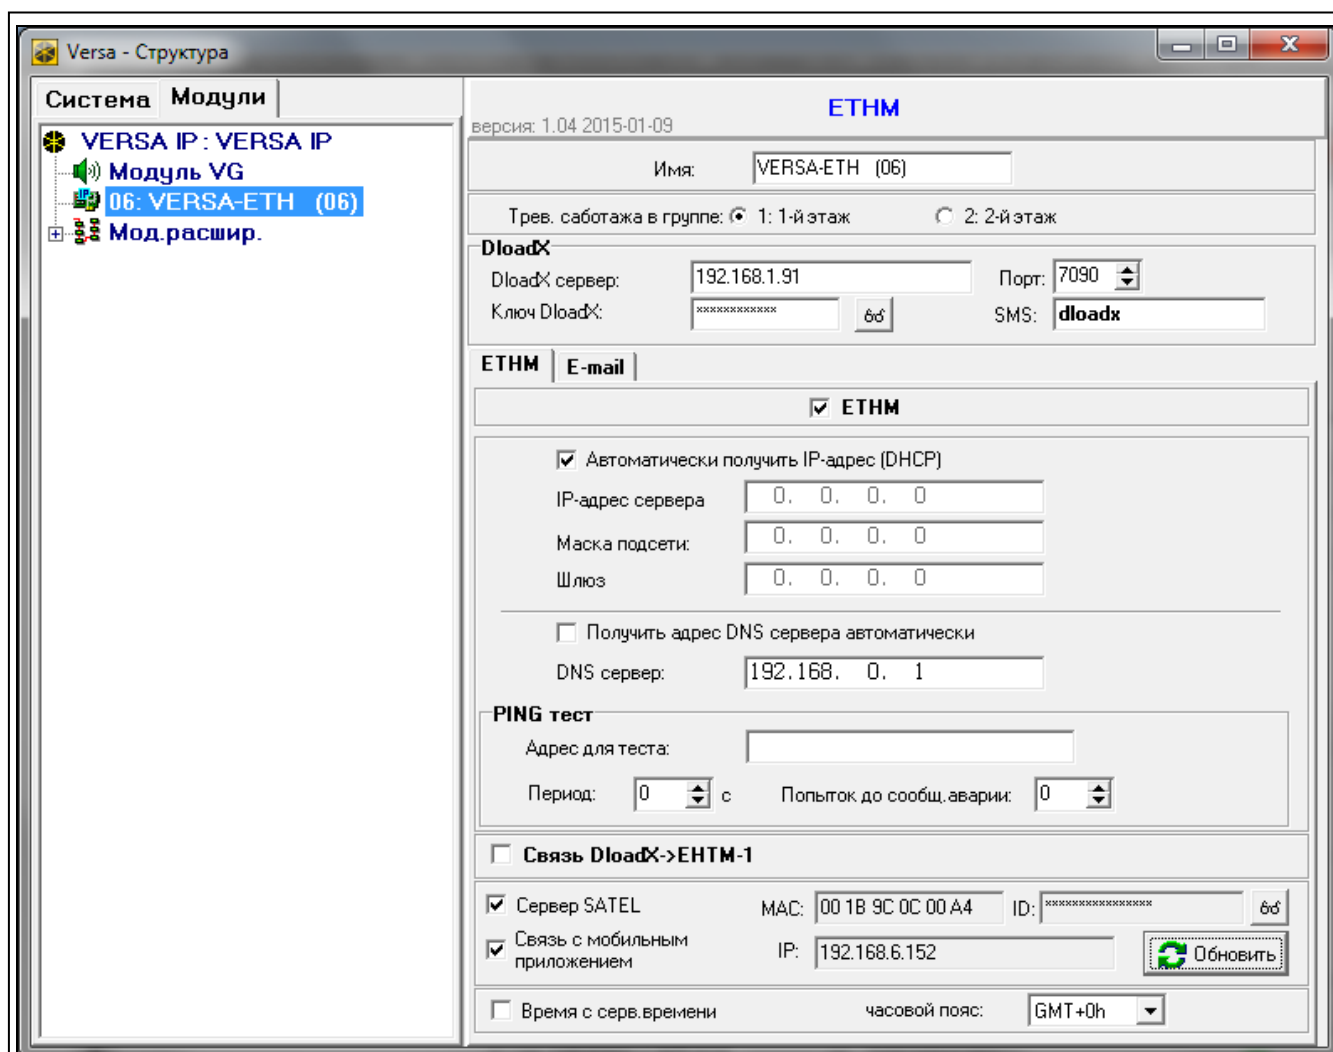 Versa - Структура
Система Модули
VERSA IP : VERSA IP
Модуль VG
06: VERSA-ETH (06)
Мод.расшир.
ETHM
версия: 1.04 2015-01-09
Имя: VERSA-ETH (06)
Трев. саботажа в группе: 1: 1-й этаж 2: 2-й этаж
DloadX
DloadX сервер: 192.168.1.91 Порт: 7090
Ключ DloadX: ************ SMS: dloadx
ETHM E-mail
ETHM
Автоматически получить IP-адрес (DHCP)
IP-адрес сервера 0. 0. 0. 0
Маска подсети: 0. 0. 0. 0
Шлюз 0. 0. 0. 0
Получить адрес DNS сервера автоматически
DNS сервер: 192.168. 0. 1
PING тест
Адрес для теста:
Период: 0 с Попыток до сообщ.аварии: 0
Связь DloadX->EHTM-1
Сервер SATEL MAC: 00 1B 9C 0C 00 A4 ID: ****************
Связь с мобильным приложением IP: 192.168.6.152 Обновить
Время с серв.времени часовой пояс: GMT+0h